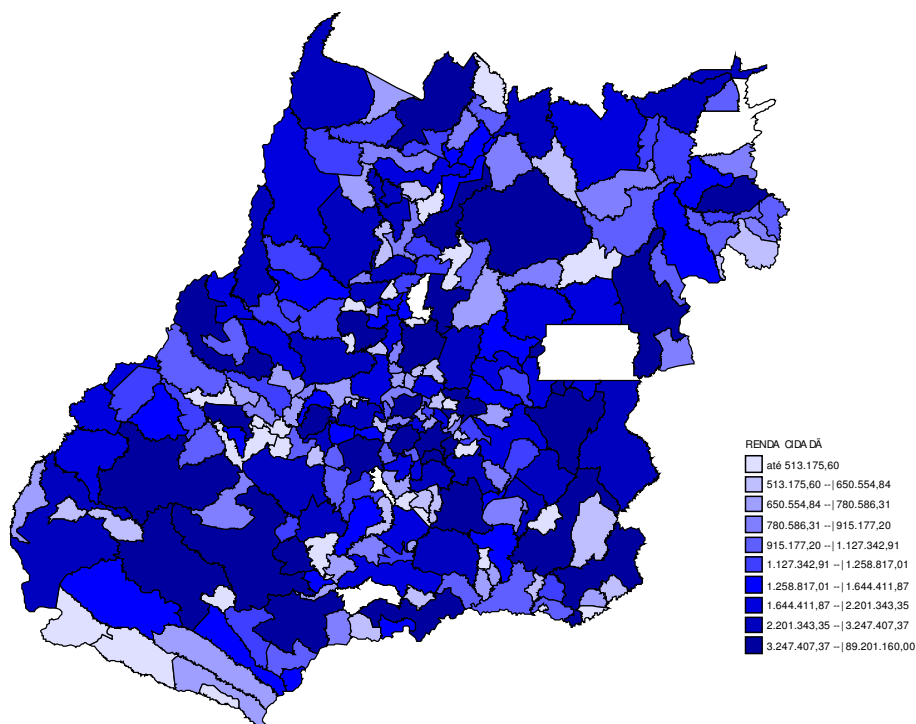 RENDA CIDADÃ
até 513.175,60
513.175,60 --| 650.554,84
650.554,84 --| 780.586,31
780.586,31 --| 915.177,20
915.177,20 --| 1.127.342,91
1.127.342,91 --| 1.258.817,01
1.258.817,01 --| 1.644.411,87
1.644.411,87 --| 2.201.343,35
2.201.343,35 --| 3.247.407,37
3.247.407,37 --| 89.201.160,00